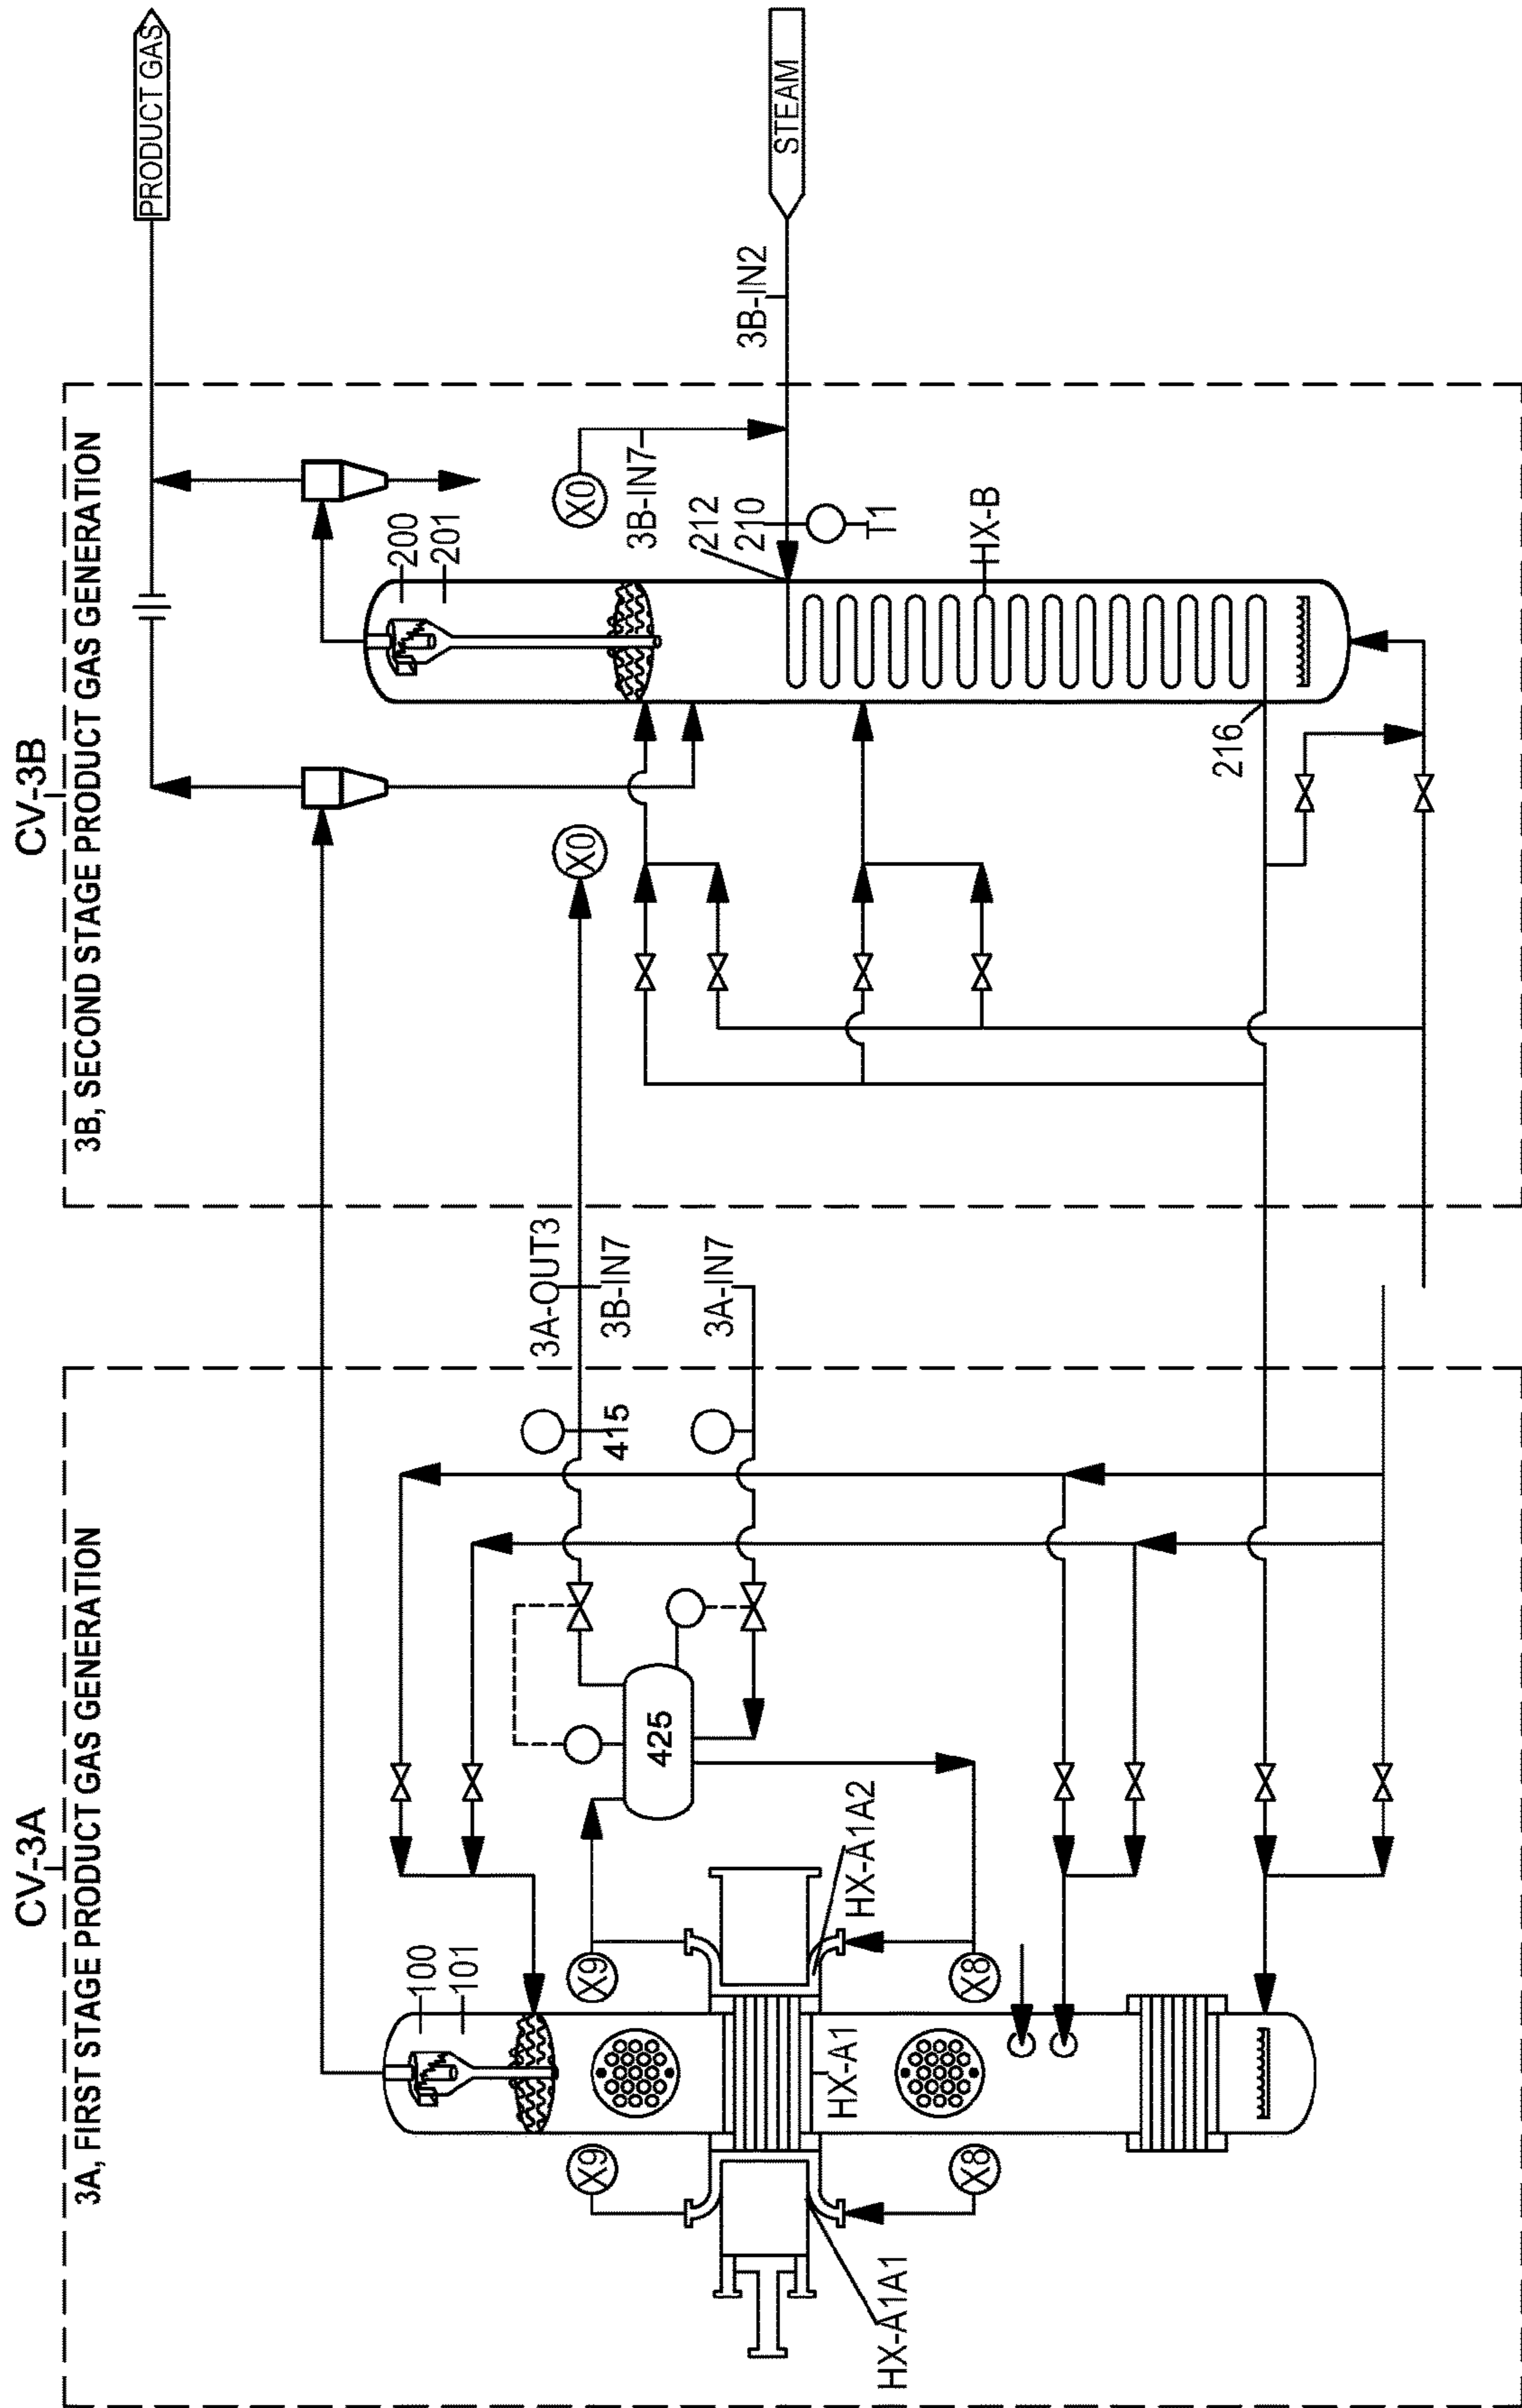 CV-3A
3A, FIRST STAGE PRODUCT GAS GENERATION
100
101
X9
X9
X8
X8
HX-A1
HX-A1A1
HX-A1A2
425
415
3A-OUT3
3B-IN7
3A-IN7
CV-3B
3B, SECOND STAGE PRODUCT GAS GENERATION
X0
200
201
X0
3B-IN7
212
210
T1
HX-B
216
3B-IN2
PRODUCT GAS
STEAM